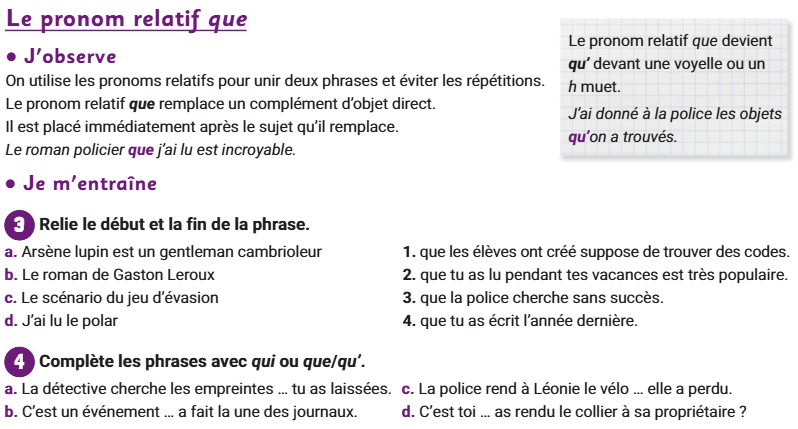 Le pronom relatif que
• J'observe
On utilise les pronoms relatifs pour unir deux phrases et éviter les répétitions.
Le pronom relatif que remplace un complément d'objet direct.
Il est placé immédiatement après le sujet qu'il remplace.
Le roman policier que j'ai lu est incroyable.
Le pronom relatif que devient
qu' devant une voyelle ou un
h muet.
J'ai donné à la police les objets
qu'on a trouvés.
• Je m'entraîne
3 Relie le début et la fin de la phrase.
a. Arsène lupin est un gentleman cambrioleur
b. Le roman de Gaston Leroux
c. Le scénario du jeu d'évasion
d. J'ai lu le polar
1. que les élèves ont créé suppose de trouver des codes.
2. que tu as lu pendant tes vacances est très populaire.
3. que la police cherche sans succès.
4. que tu as écrit l'année dernière.
4 Complète les phrases avec qui ou que/qu'.
a. La détective cherche les empreintes ... tu as laissées.
b. C'est un événement ... a fait la une des journaux.
c. La police rend à Léonie le vélo ... elle a perdu.
d. C'est toi ... as rendu le collier à sa propriétaire ?